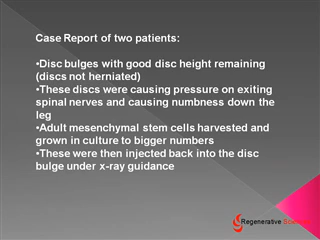 Case Report of two patients:
•Disc bulges with good disc height remaining
(discs not herniated)
•These discs were causing pressure on exiting
spinal nerves and causing numbness down the
leg
•Adult mesenchymal stem cells harvested and
grown in culture to bigger numbers
•These were then injected back into the disc
bulge under x-ray guidance
Regenerative